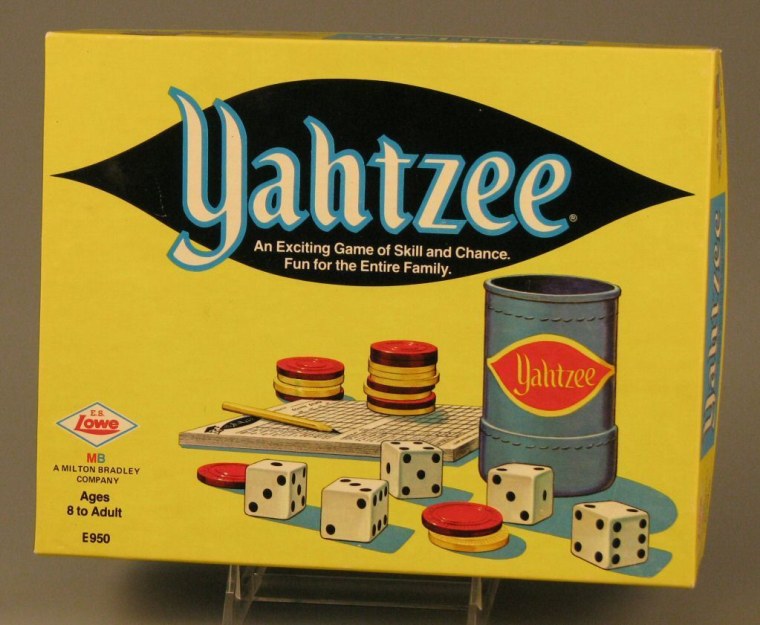 Yahtzee®
An Exciting Game of Skill and Chance.
Fun for the Entire Family.
Yahtzee
E.S.
Lowe
MB
A MILTON BRADLEY
COMPANY
Ages
8 to Adult
E950
Yahtzee